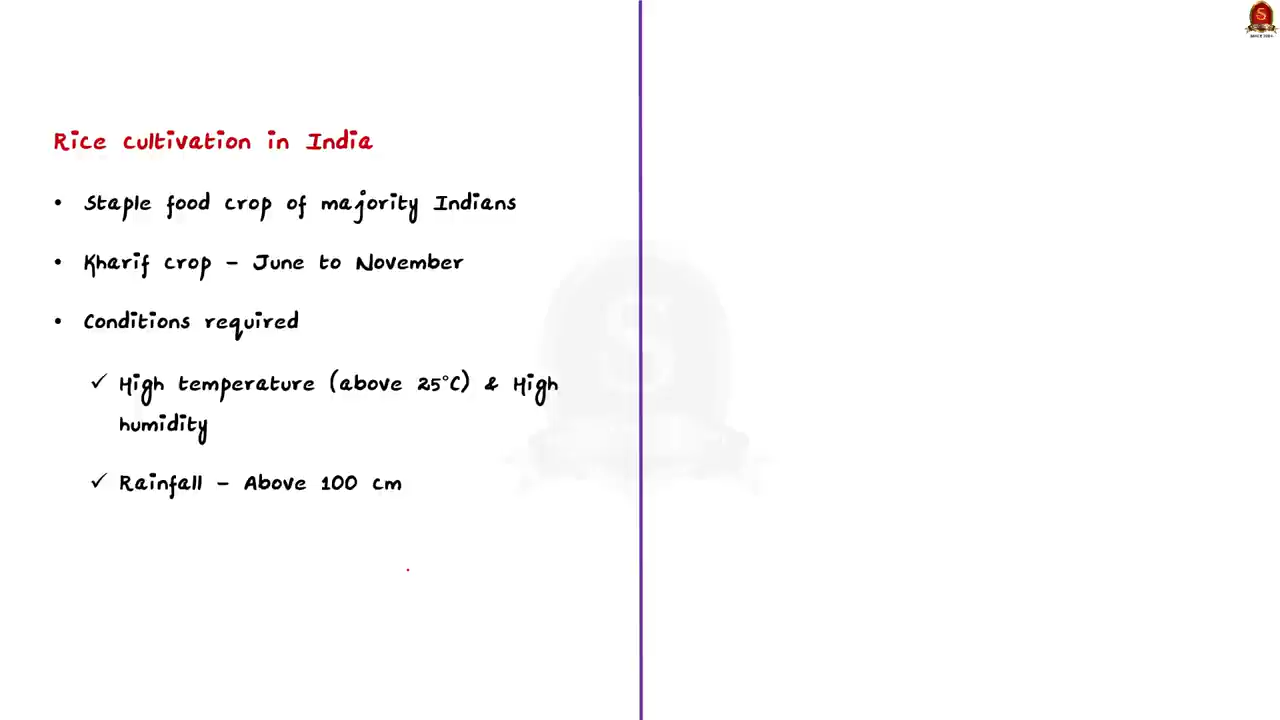 Rice cultivation in India
• Staple food crop of majority Indians
• Kharif crop – June to November
• Conditions required
✓ High temperature (above 25°C) & High
humidity
✓ Rainfall – Above 100 cm
S